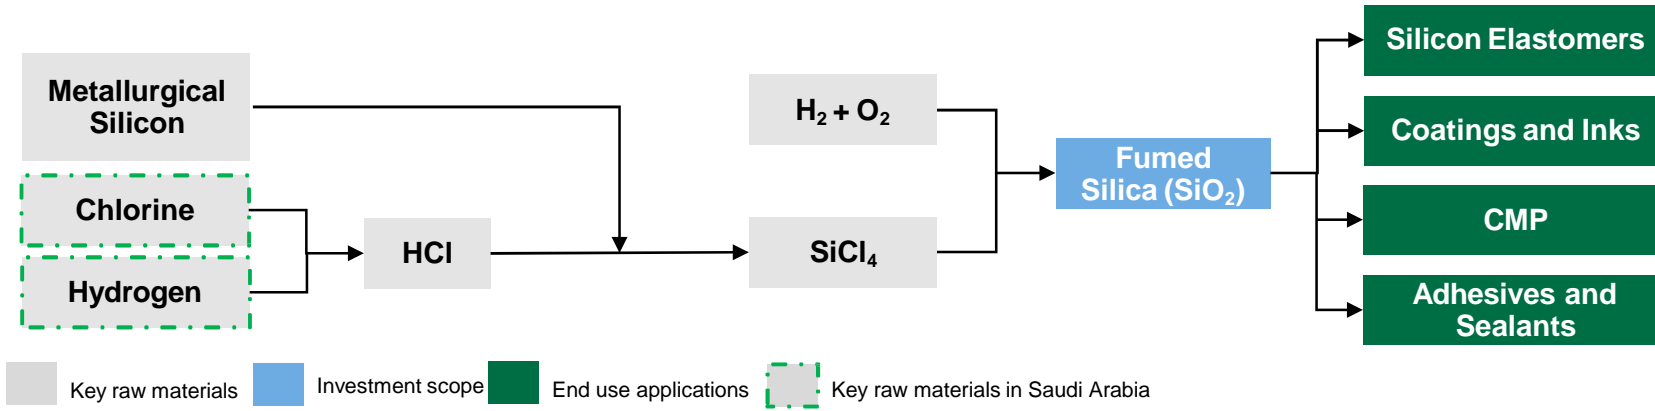 Metallurgical
Silicon
Chlorine
Hydrogen
HCl
H₂ + O₂
SiCl₄
Fumed
Silica (SiO₂)
Silicon Elastomers
Coatings and Inks
CMP
Adhesives and
Sealants
Key raw materials
Investment scope
End use applications
Key raw materials in Saudi Arabia